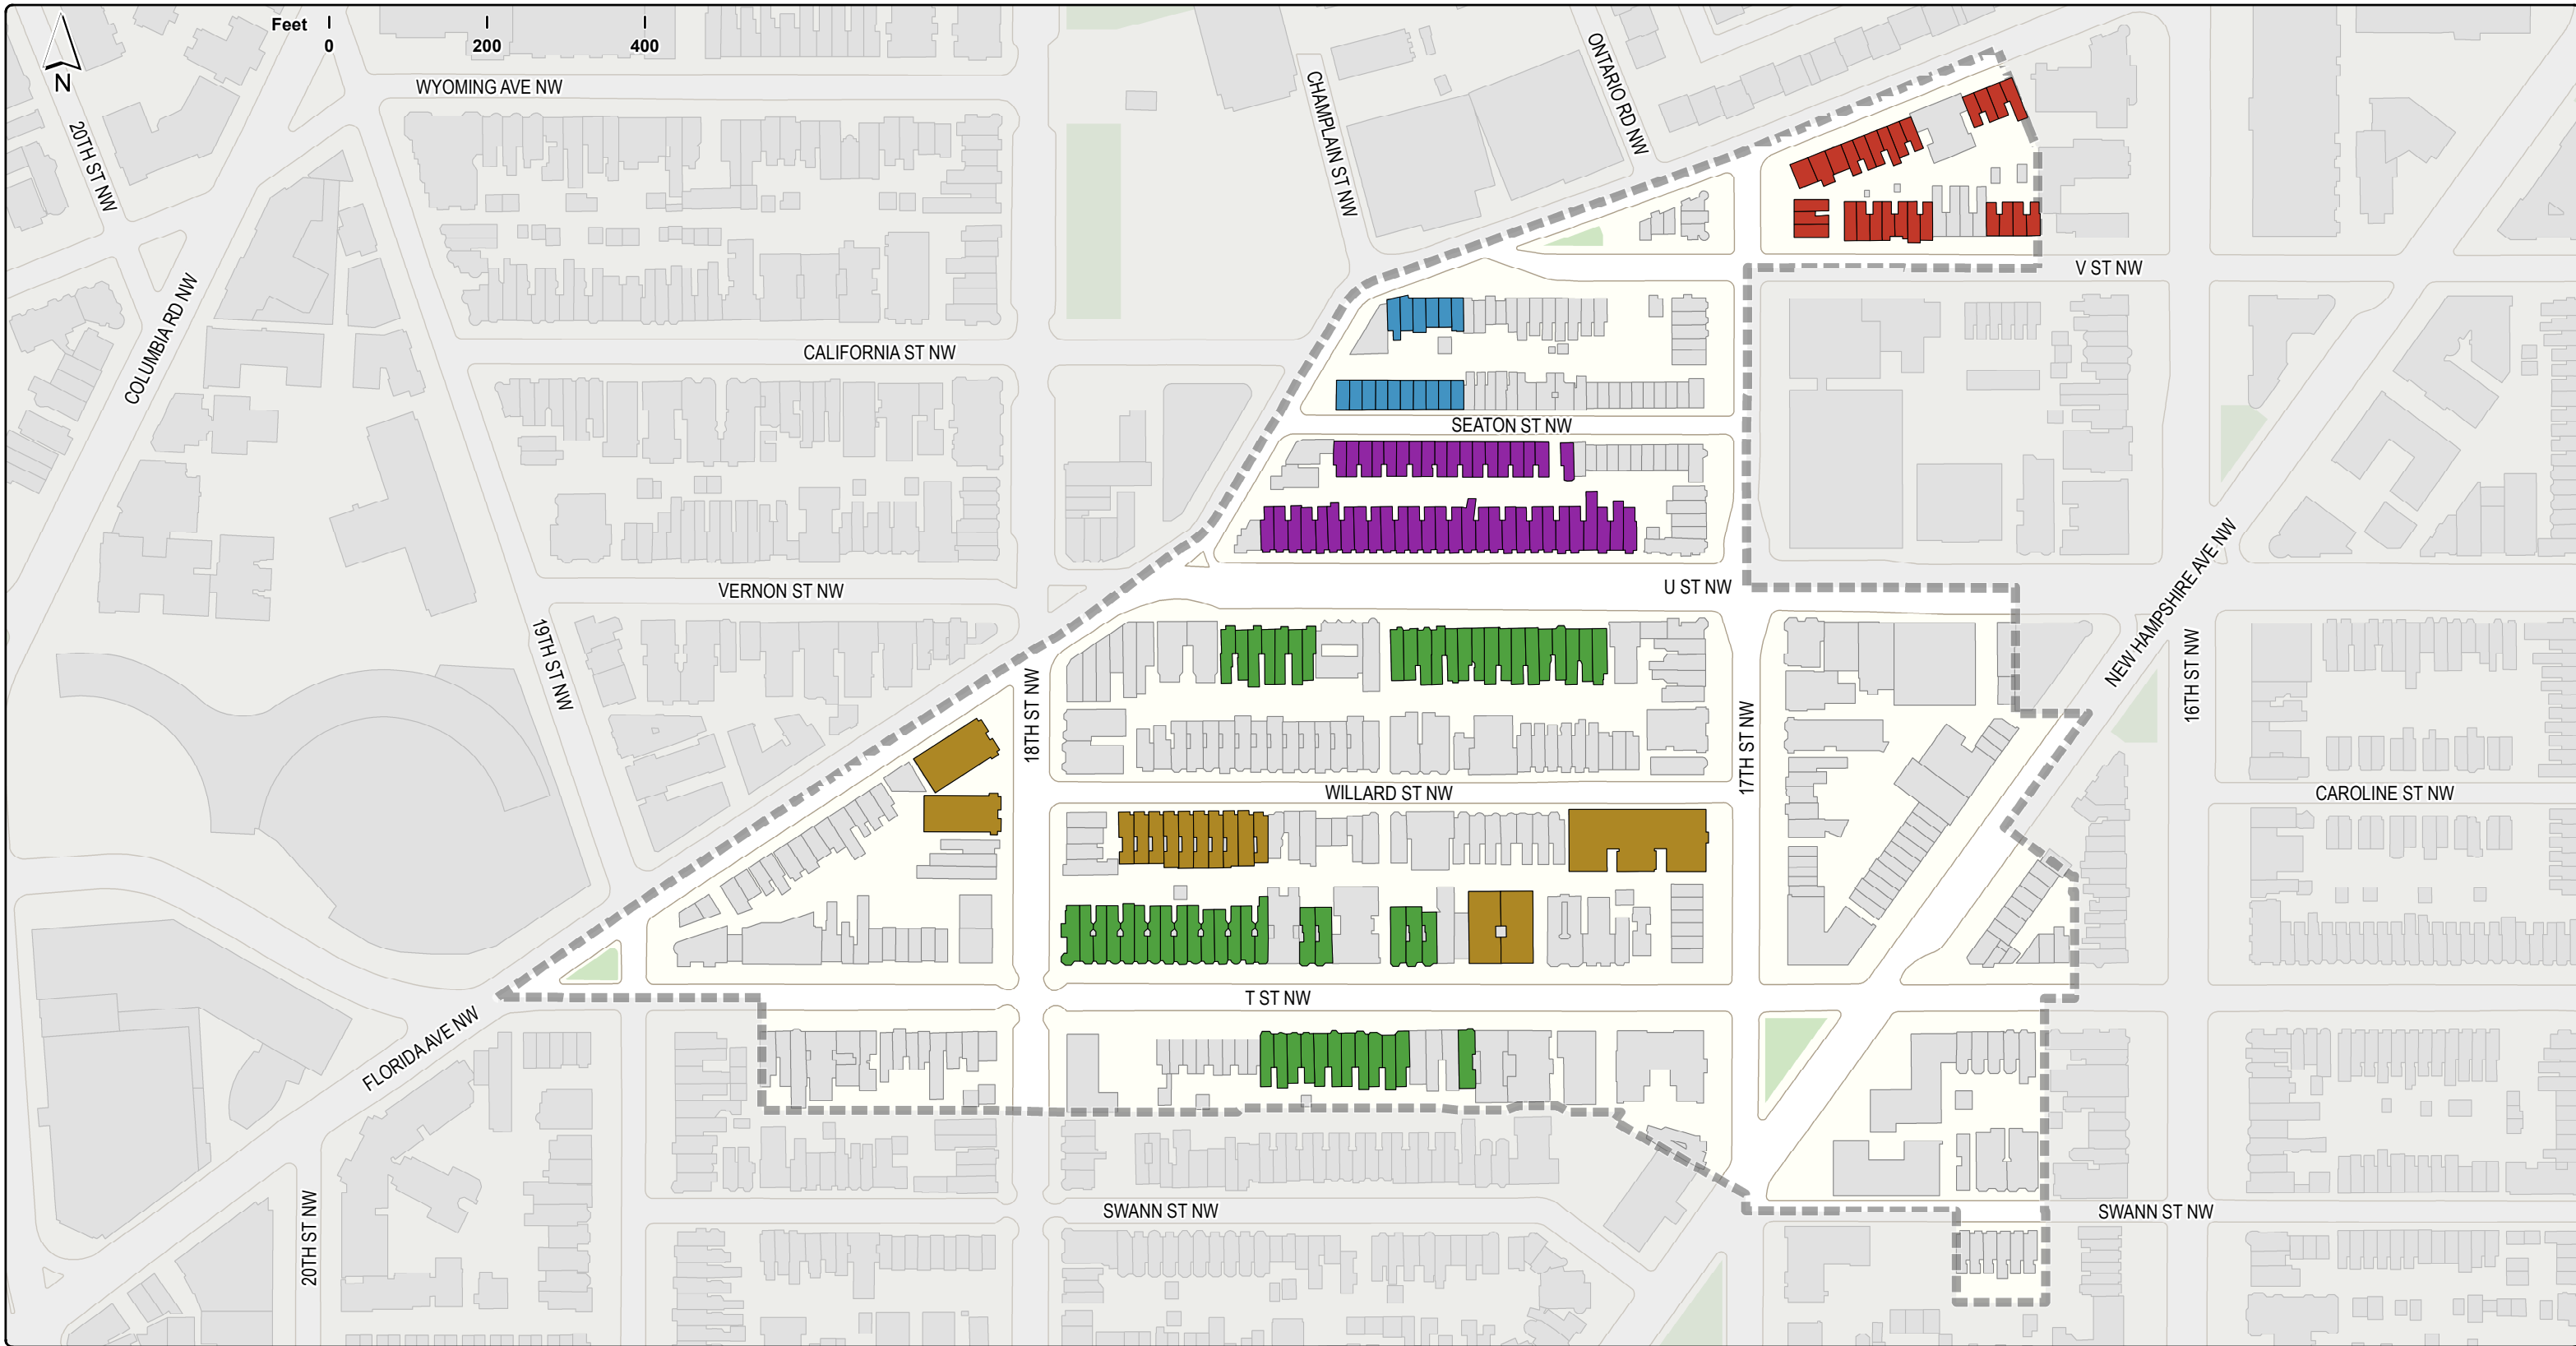 Feet
0
200
400
N
WYOMING AVE NW
20TH ST NW
CHAMPLAIN ST NW
ONTARIO RD NW
COLUMBIA RD NW
V ST NW
CALIFORNIA ST NW
SEATON ST NW
VERNON ST NW
U ST NW
19TH ST NW
18TH ST NW
17TH ST NW
NEW HAMPSHIRE AVE NW
16TH ST NW
WILLARD ST NW
CAROLINE ST NW
T ST NW
FLORIDA AVE NW
20TH ST NW
SWANN ST NW
SWANN ST NW